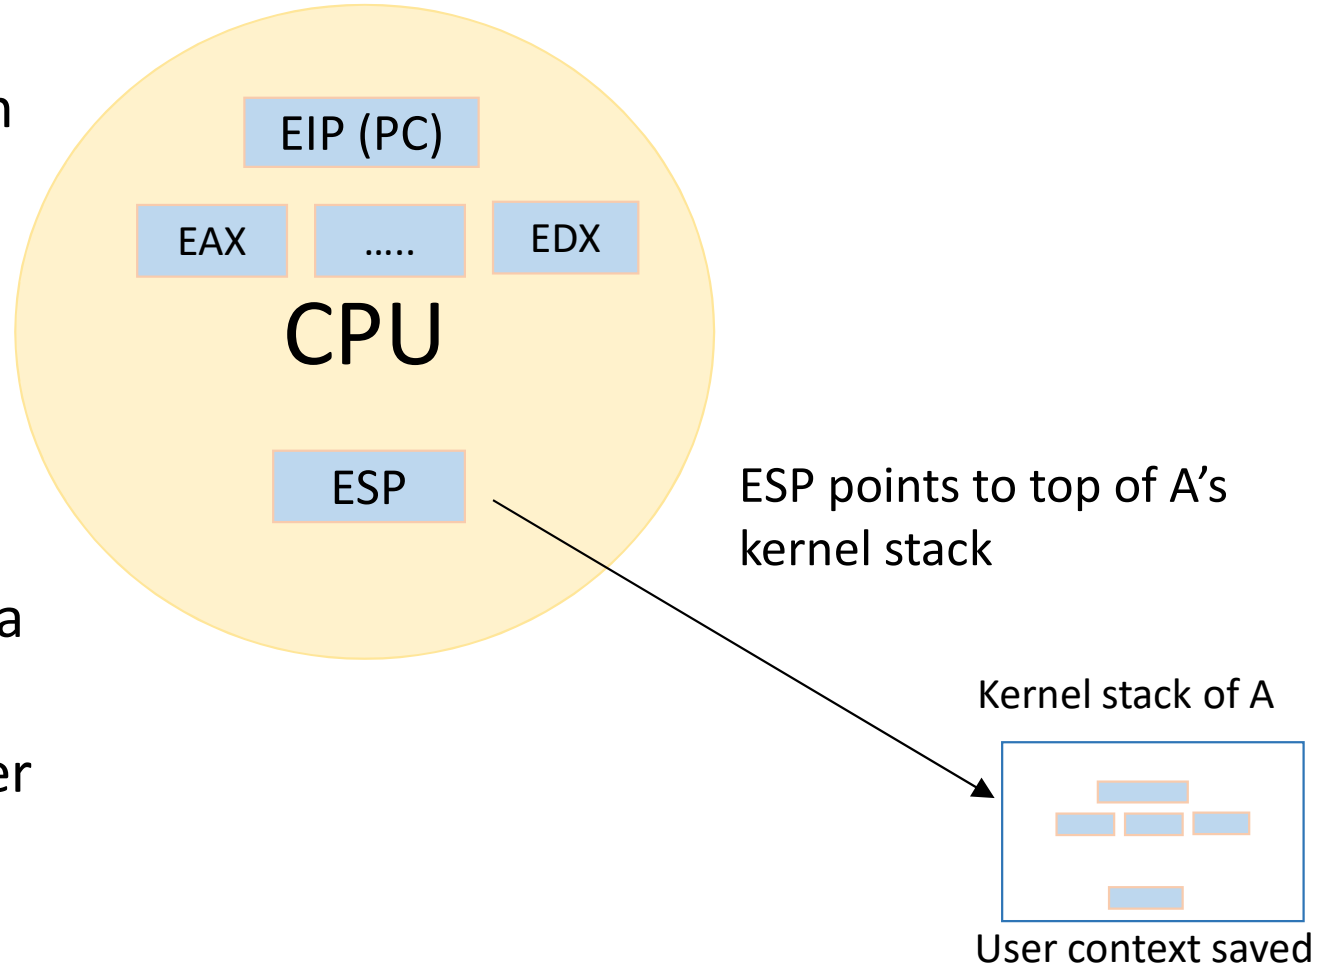 EIP (PC)
EAX
.....
EDX
CPU
ESP
ESP points to top of A's
kernel stack
a
Kernel stack of A
User context saved